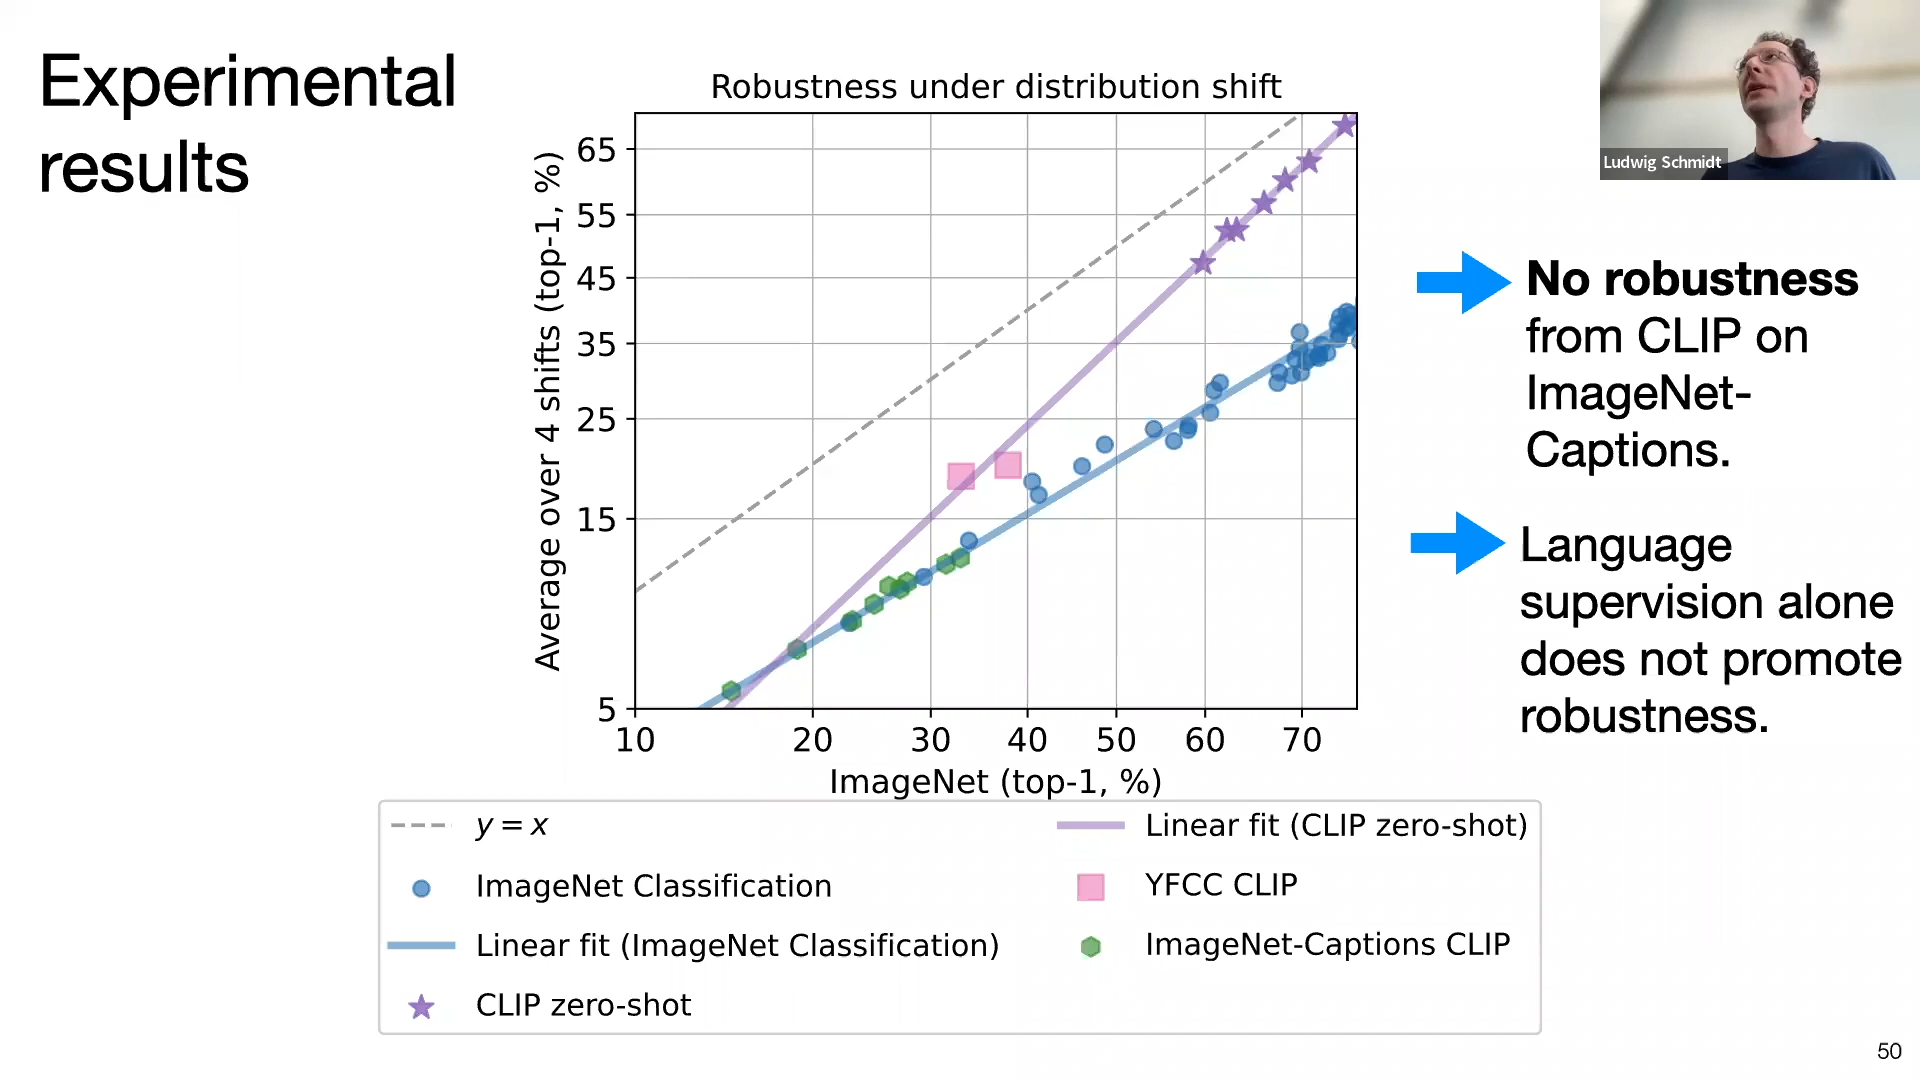 Experimental
results
Robustness under distribution shift
Average over 4 shifts (top-1, %)
65
55
45
35
25
15
5
10 20 30 40 50 60 70
ImageNet (top-1, %)
y = x
ImageNet Classification
Linear fit (ImageNet Classification)
CLIP zero-shot
Linear fit (CLIP zero-shot)
YFCC CLIP
ImageNet-Captions CLIP
Ludwig Schmidt
No robustness
from CLIP on
ImageNet-
Captions.
Language
supervision alone
does not promote
robustness.
50